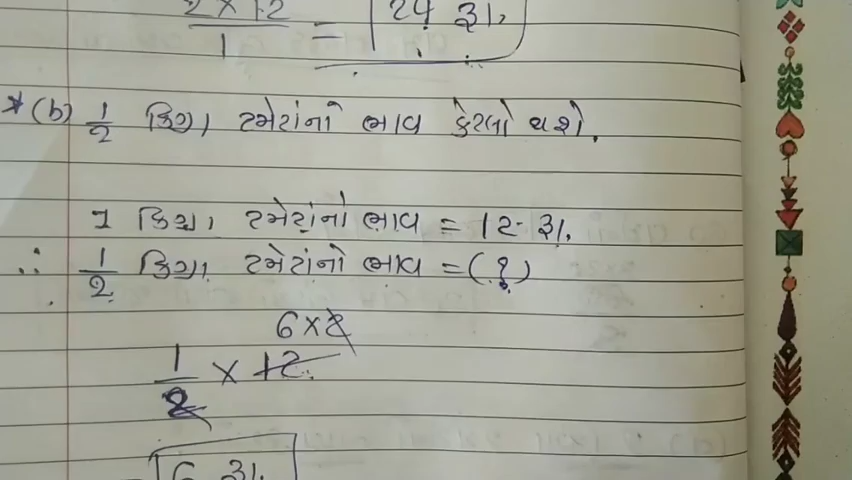 2 × 12
1 = 24 રૂા.
* (b) 1/2 કિગ્રા ટમેટાંનો ભાવ કેટલો થશે.
1 કિગ્રા ટમેટાંનો ભાવ = 12 - રૂા.
∴ 1/2 કિગ્રા ટમેટાંનો ભાવ = (?)
6 × 2
1/2 × 12
6 રૂા.